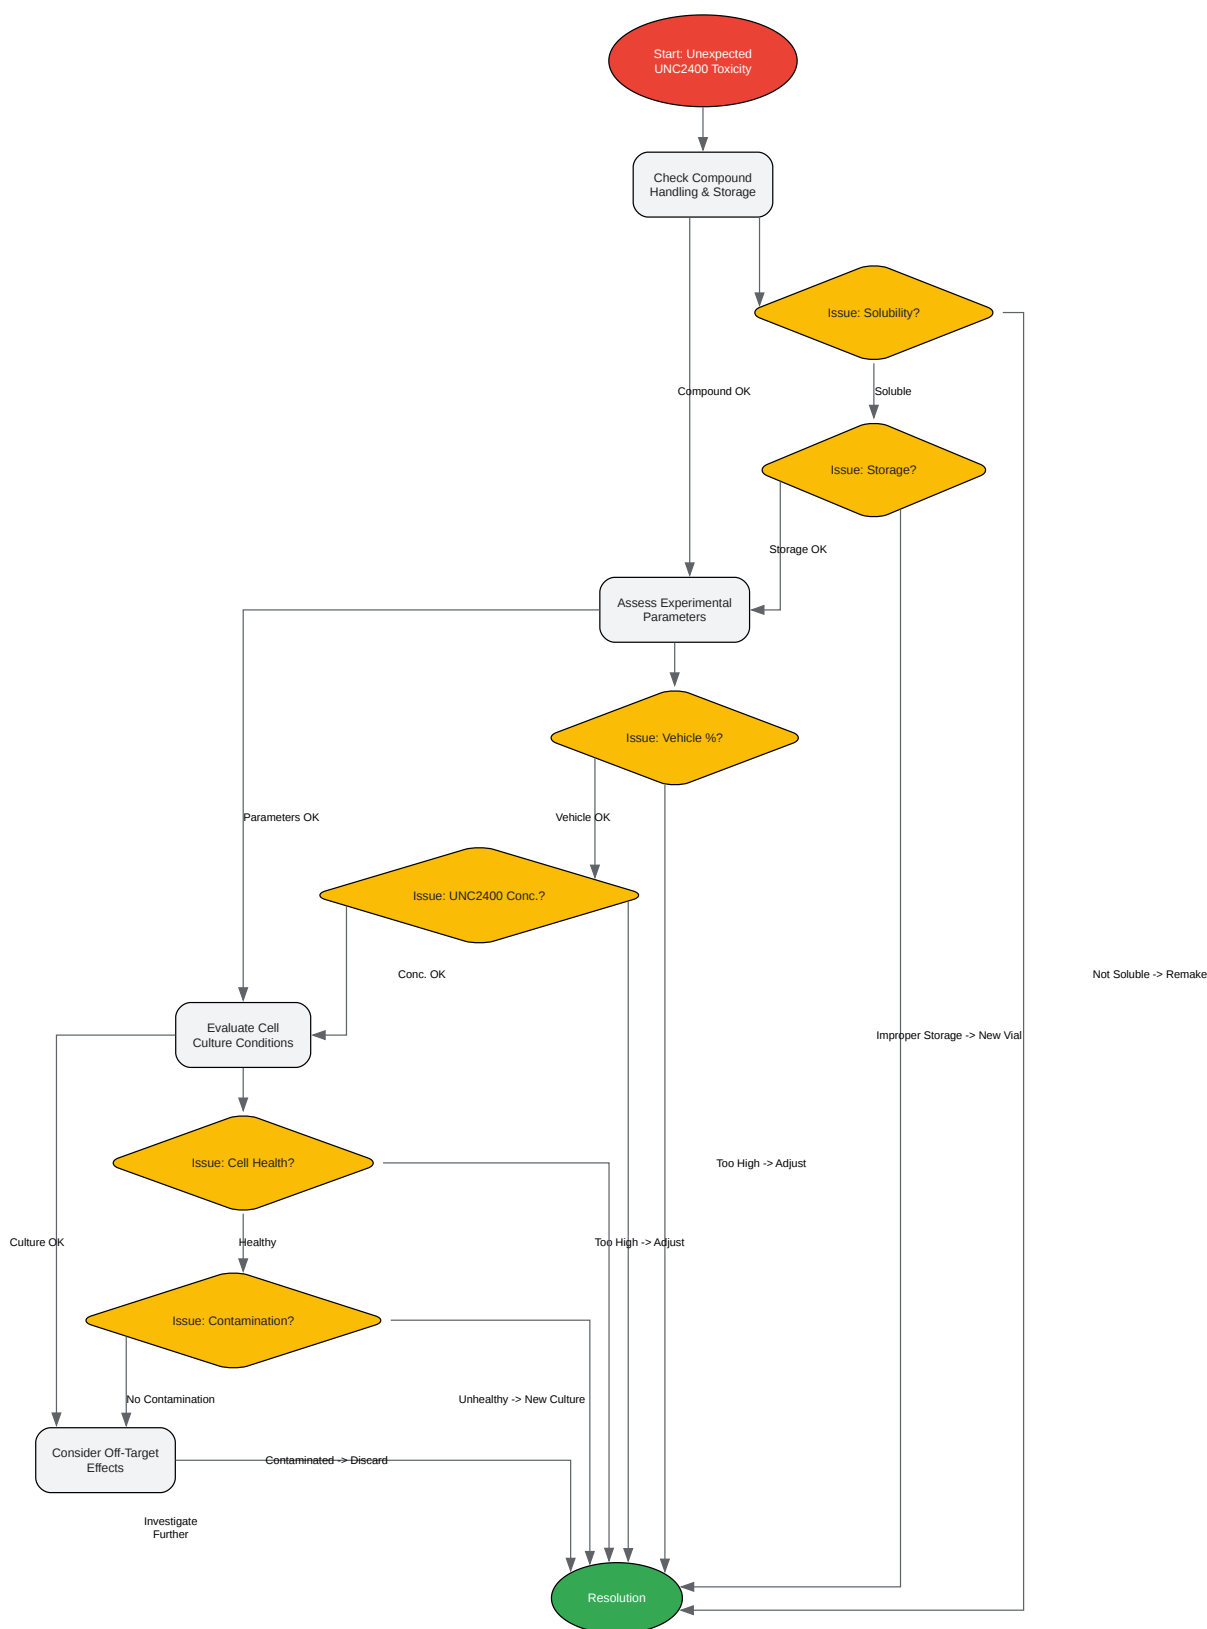 Start: Unexpected
UNC2400 Toxicity
Check Compound
Handling & Storage
Issue: Solubility?
Compound OK
Soluble
Issue: Storage?
Storage OK
Assess Experimental
Parameters
Issue: Vehicle %?
Parameters OK
Vehicle OK
Issue: UNC2400 Conc.?
Conc. OK
Not Soluble -> Remake
Evaluate Cell
Culture Conditions
Improper Storage -> New Vial
Issue: Cell Health?
Too High -> Adjust
Culture OK
Healthy
Too High -> Adjust
Issue: Contamination?
No Contamination
Unhealthy -> New Culture
Consider Off-Target
Effects
Contaminated -> Discard
Investigate
Further
Resolution